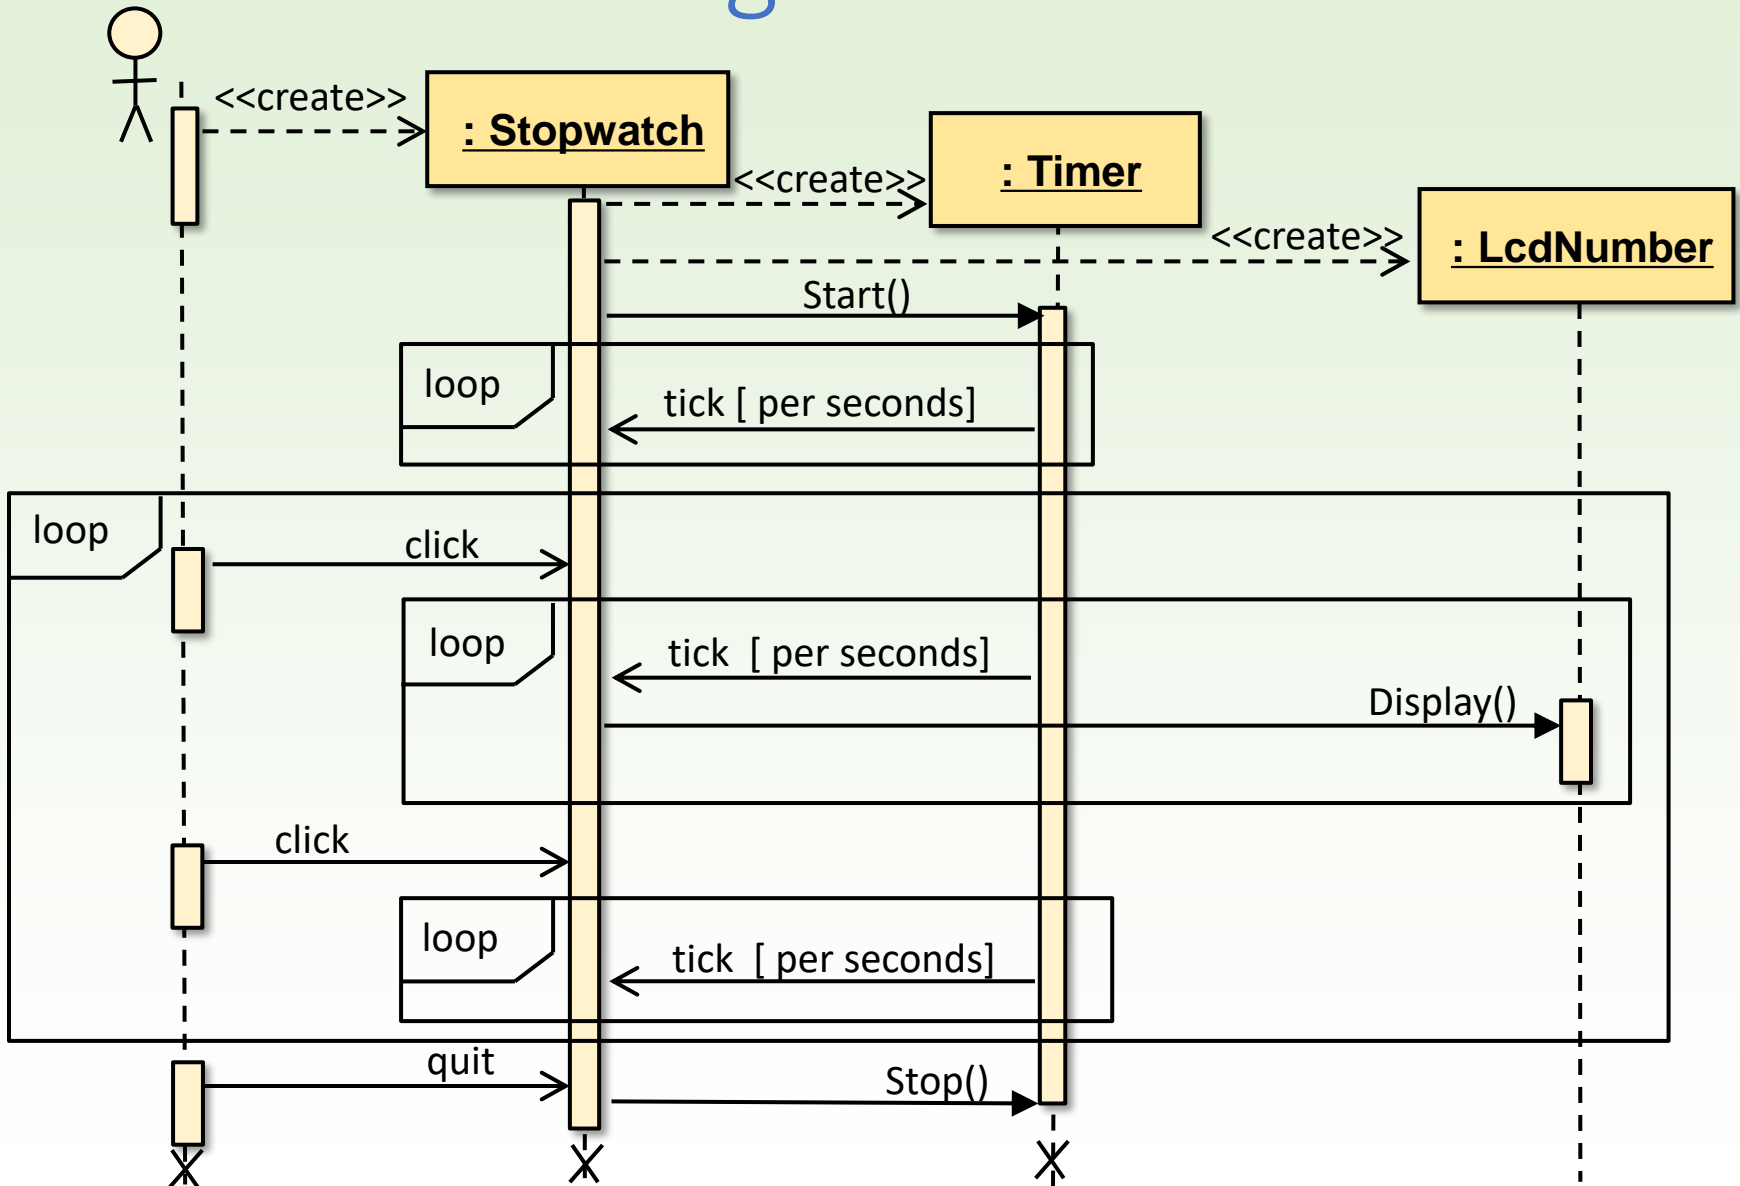 g
<<create>>
: Stopwatch
<<create>>
: Timer
<<create>>
: LcdNumber
Start()
loop
tick [ per seconds]
loop
click
loop
tick [ per seconds]
Display()
click
loop
tick [ per seconds]
quit
Stop()